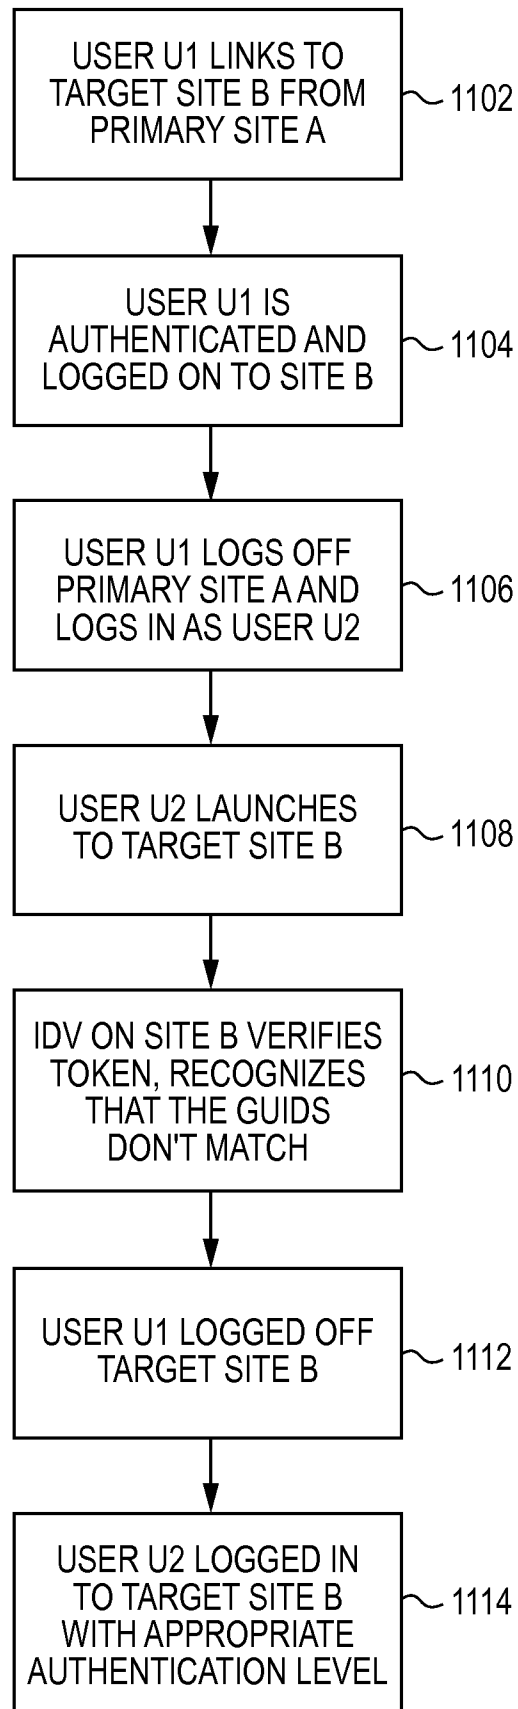 USER U1 LINKS TO
TARGET SITE B FROM
PRIMARY SITE A
1102
USER U1 IS
AUTHENTICATED AND
LOGGED ON TO SITE B
1104
USER U1 LOGS OFF
PRIMARY SITE A AND
LOGS IN AS USER U2
1106
USER U2 LAUNCHES
TO TARGET SITE B
1108
IDV ON SITE B VERIFIES
TOKEN, RECOGNIZES
THAT THE GUIDS
DON'T MATCH
1110
USER U1 LOGGED OFF
TARGET SITE B
1112
USER U2 LOGGED IN
TO TARGET SITE B
WITH APPROPRIATE
AUTHENTICATION LEVEL
1114